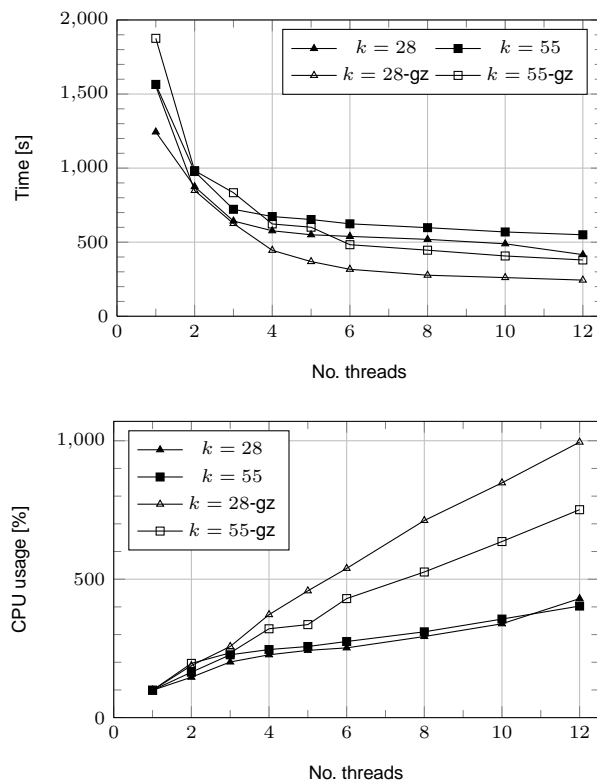 2,000
1,500
1,000
500
0
Time [s]
k = 28 k = 55
k = 28-gz k = 55-gz
0 2 4 6 8 10 12
No. threads
1,000
500
0
CPU usage [%]
k = 28
k = 55
k = 28-gz
k = 55-gz
0 2 4 6 8 10 12
No. threads